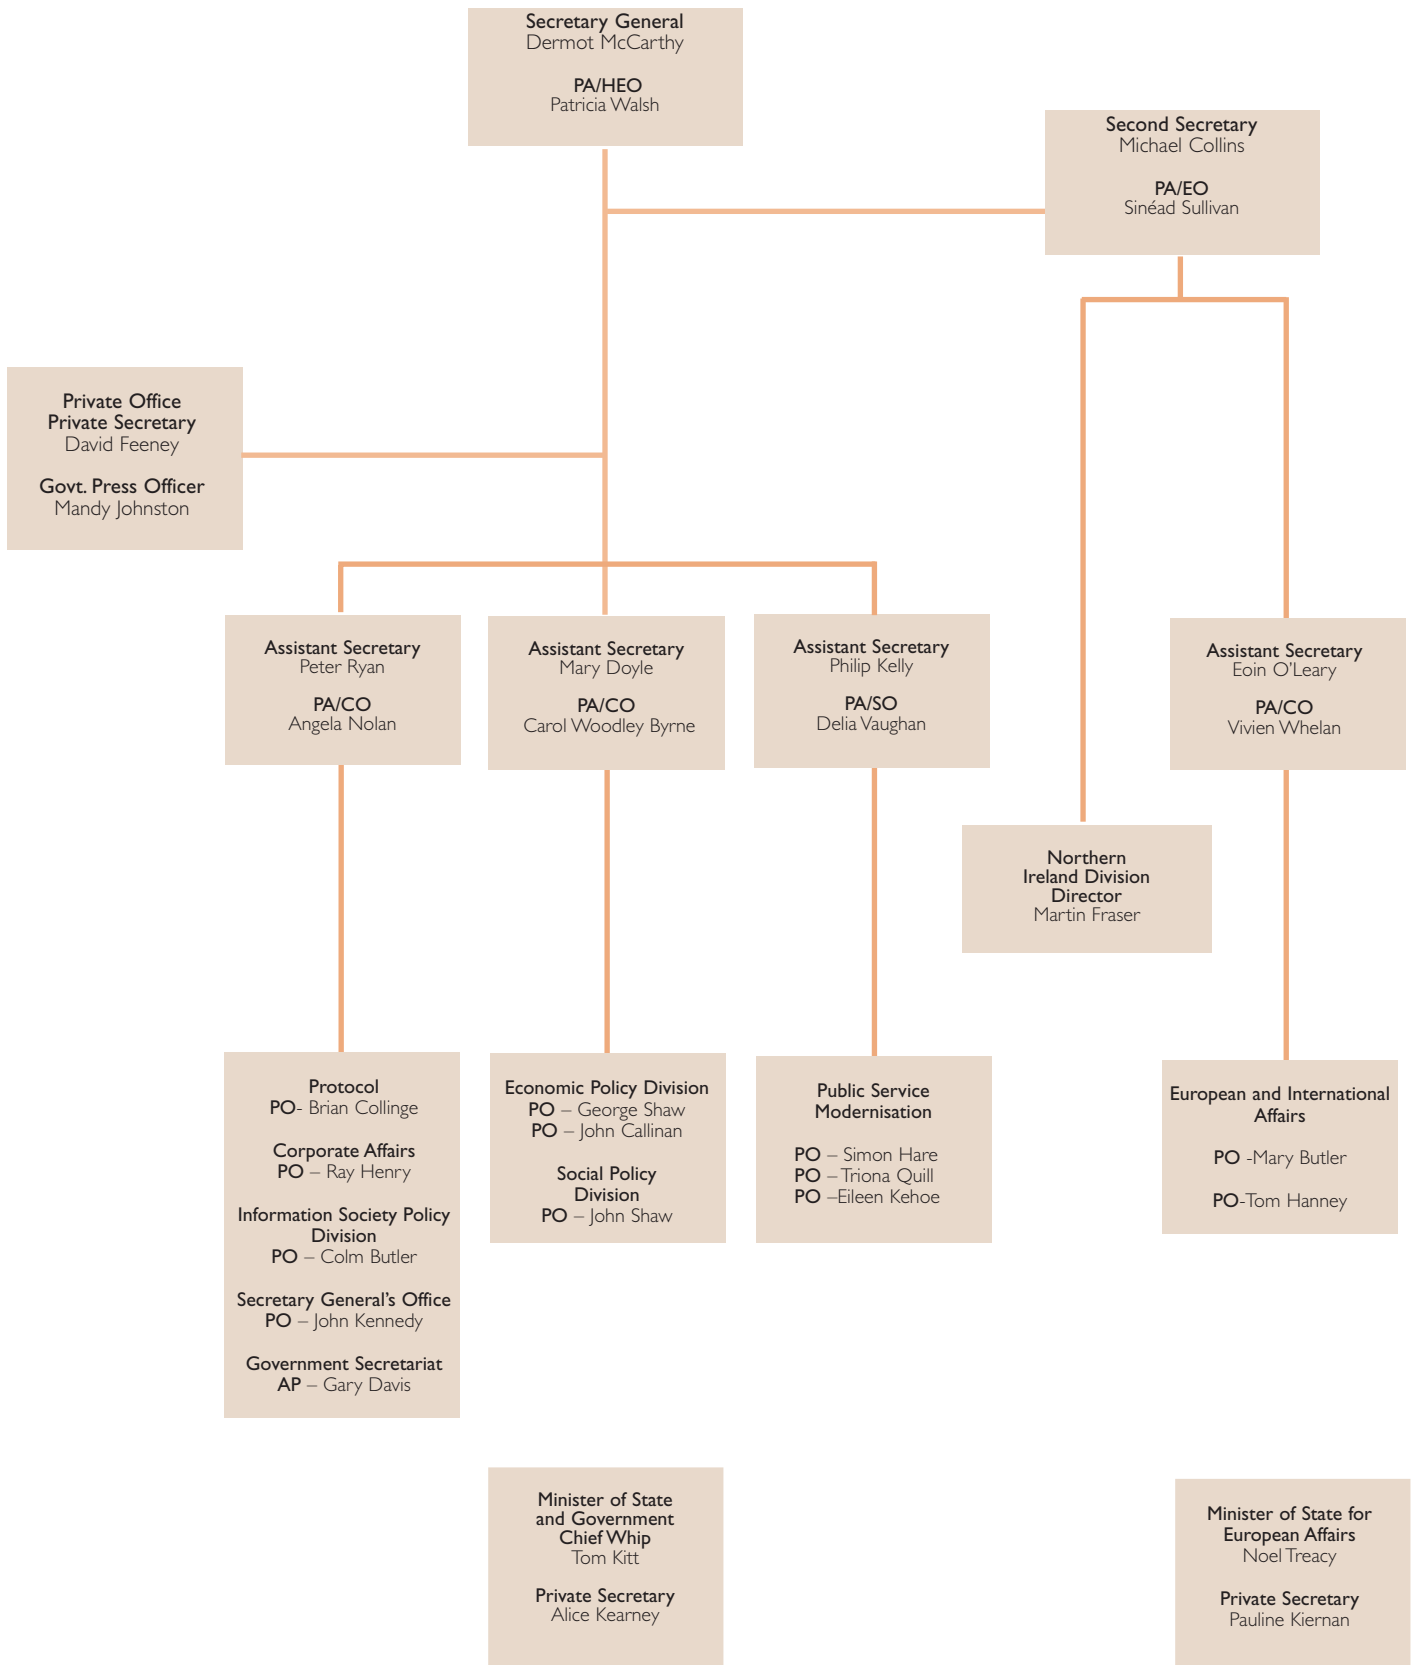 Secretary General
Dermot McCarthy
PA/HEO
Patricia Walsh
Second Secretary
Michael Collins
PA/EO
Sinéad Sullivan
Private Office
Private Secretary
David Feeney
Govt. Press Officer
Mandy Johnston
Assistant Secretary
Peter Ryan
PA/CO
Angela Nolan
Assistant Secretary
Mary Doyle
PA/CO
Carol Woodley Byrne
Assistant Secretary
Philip Kelly
PA/SO
Delia Vaughan
Assistant Secretary
Eoin O'Leary
PA/CO
Vivien Whelan
Northern
Ireland Division
Director
Martin Fraser
Protocol
PO- Brian Collinge
Corporate Affairs
PO – Ray Henry
Information Society Policy
Division
PO – Colm Butler
Secretary General's Office
PO – John Kennedy
Government Secretariat
AP – Gary Davis
Economic Policy Division
PO – George Shaw
PO – John Callinan
Social Policy
Division
PO – John Shaw
Public Service
Modernisation
PO – Simon Hare
PO – Triona Quill
PO –Eileen Kehoe
European and International
Affairs
PO -Mary Butler
PO-Tom Hanney
Minister of State
and Government
Chief Whip
Tom Kitt
Private Secretary
Alice Kearney
Minister of State for
European Affairs
Noel Treacy
Private Secretary
Pauline Kiernan